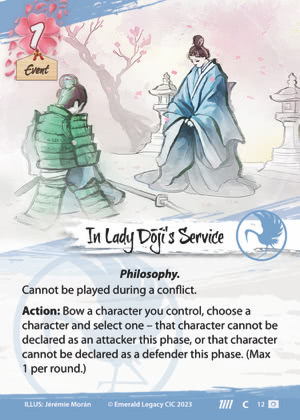 1
Event
In Lady Dōji's Service
Philosophy.
Cannot be played during a conflict.
Action: Bow a character you control, choose a
character and select one – that character cannot be
declared as an attacker this phase, or that character
cannot be declared as a defender this phase. (Max
1 per round.)
ILLUS: Jérémie Morán © Emerald Legacy CIC 2023 C 12